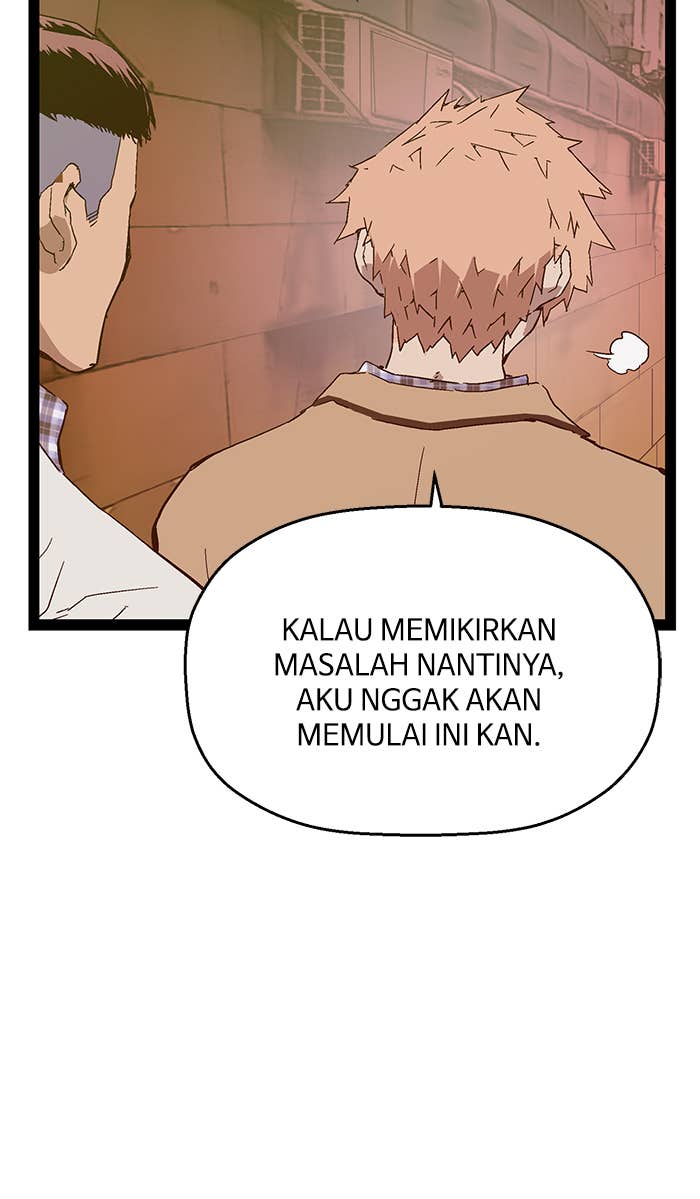 KALAU MEMIKIRKAN
MASALAH NANTINYA,
AKU NGGAK AKAN
MEMULAI INI KAN.